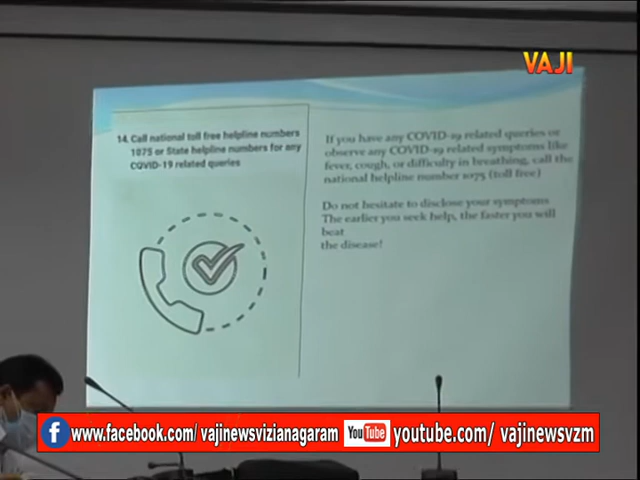 VAJI
14. Call national toll free helpline numbers
1075 or State helpline numbers for any
COVID-19 related queries
If you have any COVID-19 related queries or
observe any COVID-19 related symptoms like
fever, cough, or difficulty in breathing, call the
national helpline number 1075 (toll free)
Do not hesitate to disclose your symptoms
The earlier you seek help, the faster you will
beat
the disease!
f www.facebook.com/ vajinewsvizianagaram YouTube youtube.com/ vajinewsvzm